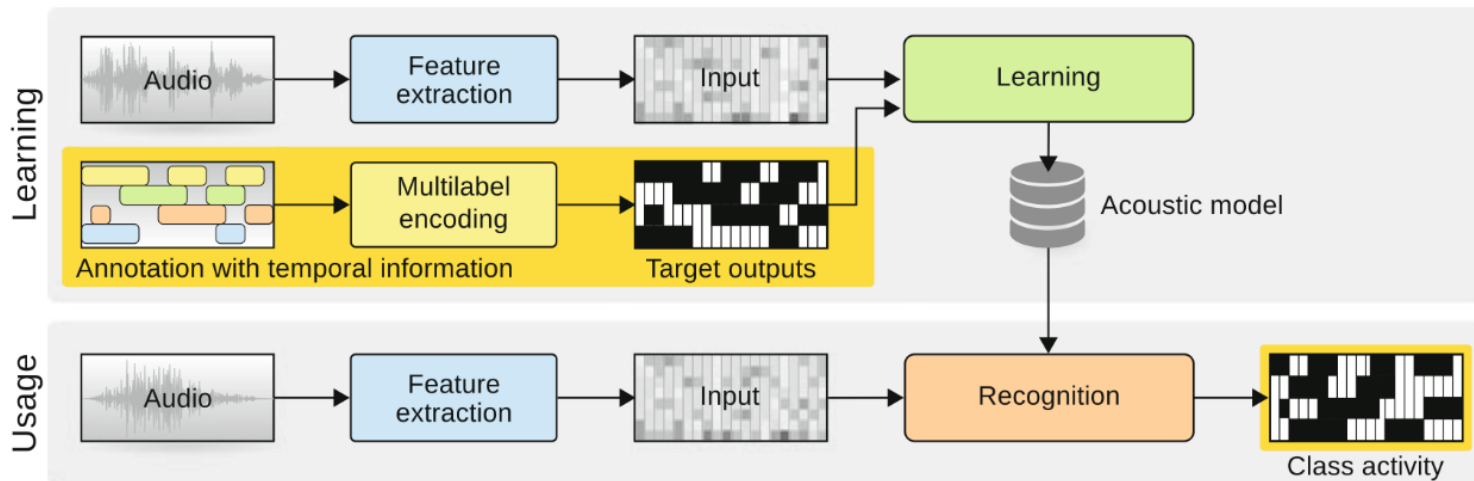 Learning
Audio
Feature
extraction
Input
Learning
Multilabel
encoding
Annotation with temporal information
Target outputs
Acoustic model
Usage
Audio
Feature
extraction
Input
Recognition
Class activity